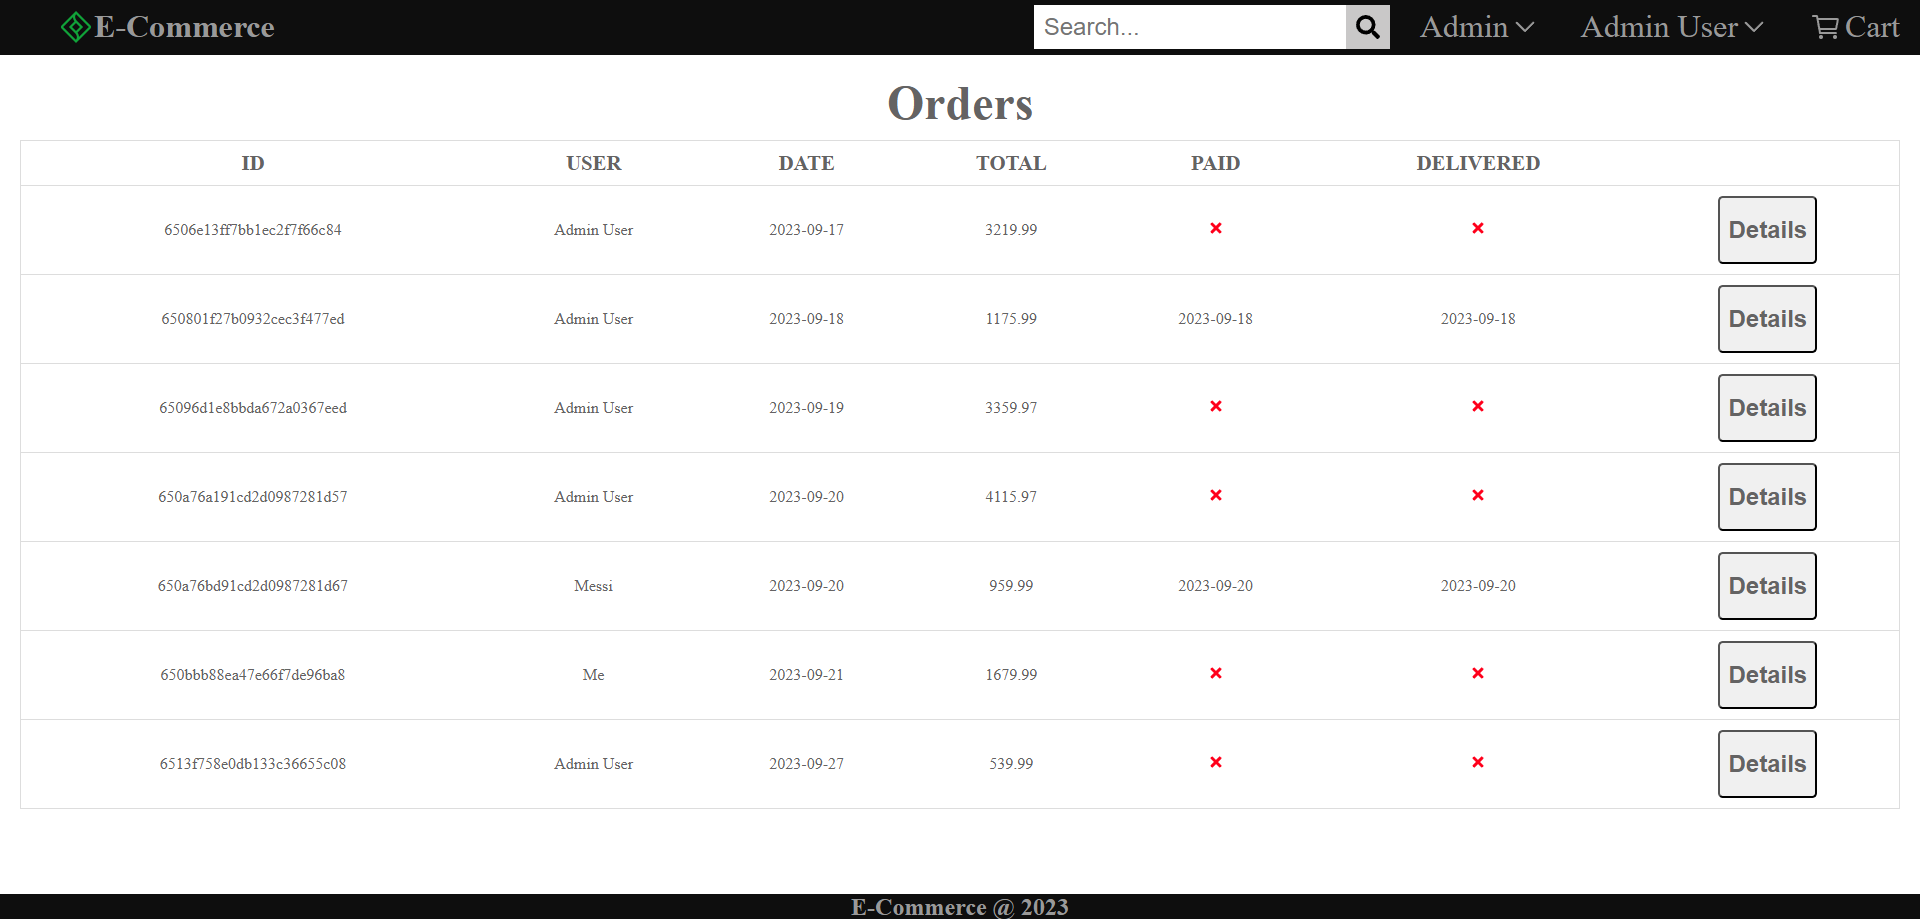 E-Commerce Search... Admin Admin User Cart
Orders
ID USER DATE TOTAL PAID DELIVERED
6506e13ff7bb1ec2f7f66c84 Admin User 2023-09-17 3219.99 Details
650801f27b0932cec3f477ed Admin User 2023-09-18 1175.99 2023-09-18 2023-09-18 Details
65096d1e8bbda672a0367eed Admin User 2023-09-19 3359.97 Details
650a76a191cd2d0987281d57 Admin User 2023-09-20 4115.97 Details
650a76bd91cd2d0987281d67 Messi 2023-09-20 959.99 2023-09-20 2023-09-20 Details
650bbb88ea47e66f7de96ba8 Me 2023-09-21 1679.99 Details
6513f758e0db133c36655c08 Admin User 2023-09-27 539.99 Details
E-Commerce @ 2023